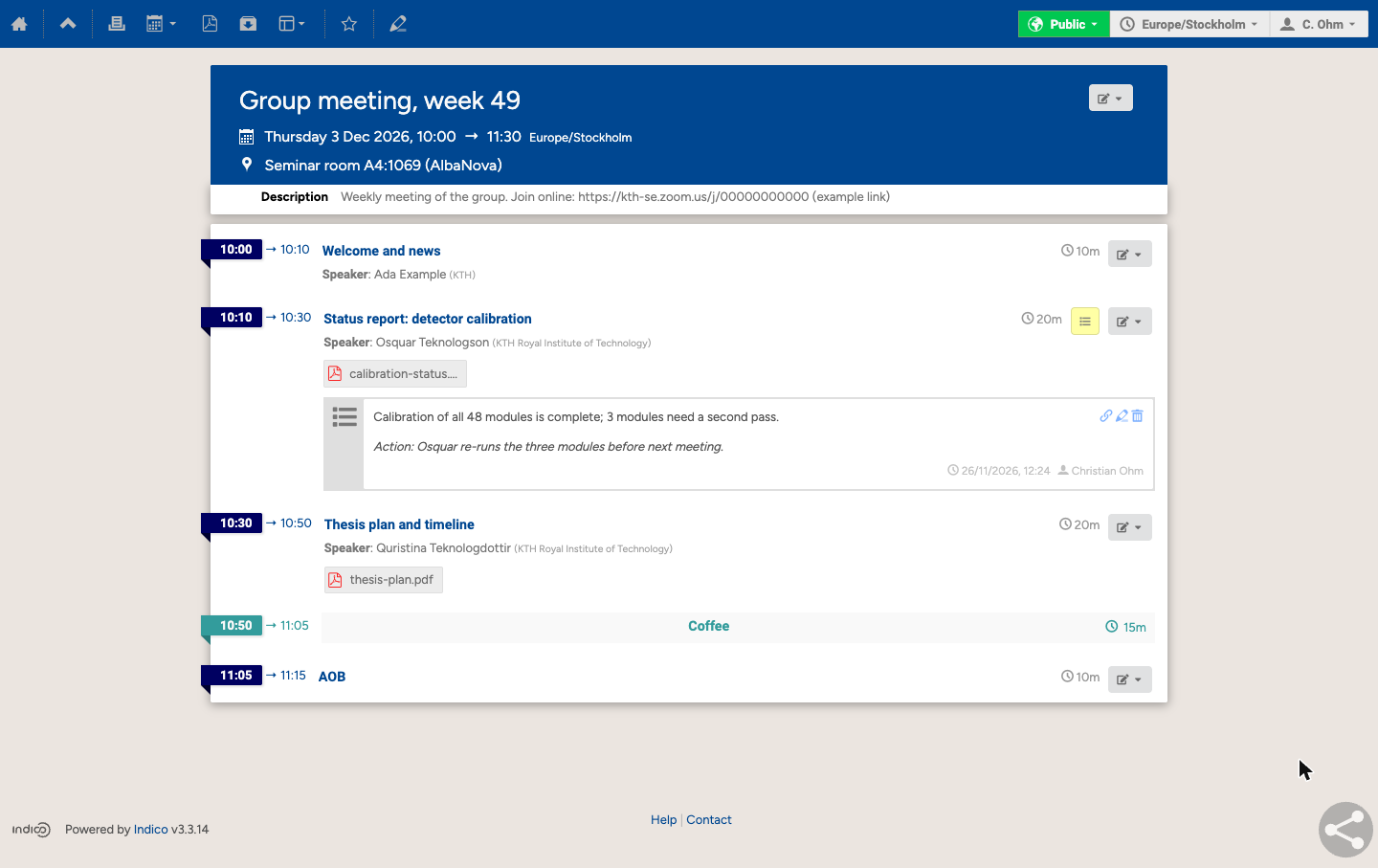 Public
Europe/Stockholm
C. Ohm
Group meeting, week 49
Thursday 3 Dec 2026, 10:00 → 11:30 Europe/Stockholm
Seminar room A4:1069 (AlbaNova)
Description Weekly meeting of the group. Join online: https://kth-se.zoom.us/j/00000000000 (example link)
10:00 → 10:10 Welcome and news 10m
Speaker: Ada Example (KTH)
10:10 → 10:30 Status report: detector calibration 20m
Speaker: Osquar Teknologson (KTH Royal Institute of Technology)
calibration-status....
Calibration of all 48 modules is complete; 3 modules need a second pass.
Action: Osquar re-runs the three modules before next meeting.
26/11/2026, 12:24 Christian Ohm
10:30 → 10:50 Thesis plan and timeline 20m
Speaker: Quristina Teknologdottir (KTH Royal Institute of Technology)
thesis-plan.pdf
10:50 → 11:05 Coffee 15m
11:05 → 11:15 AOB 10m
Help | Contact
indico Powered by Indico v3.3.14